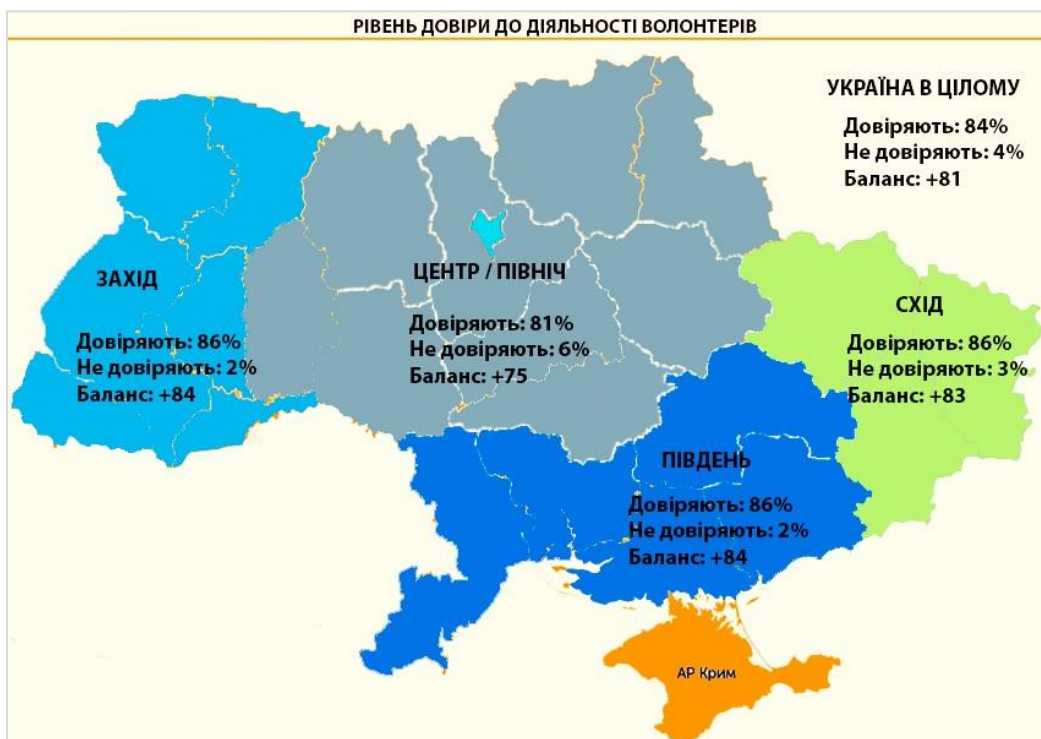 РІВЕНЬ ДОВІРИ ДО ДІЯЛЬНОСТІ ВОЛОНТЕРІВ
УКРАЇНА В ЦІЛОМУ
Довіряють: 84%
Не довіряють: 4%
Баланс: +81
ЗАХІД
Довіряють: 86%
Не довіряють: 2%
Баланс: +84
ЦЕНТР / ПІВНІЧ
Довіряють: 81%
Не довіряють: 6%
Баланс: +75
СХІД
Довіряють: 86%
Не довіряють: 3%
Баланс: +83
ПІВДЕНЬ
Довіряють: 86%
Не довіряють: 2%
Баланс: +84
АР Крим